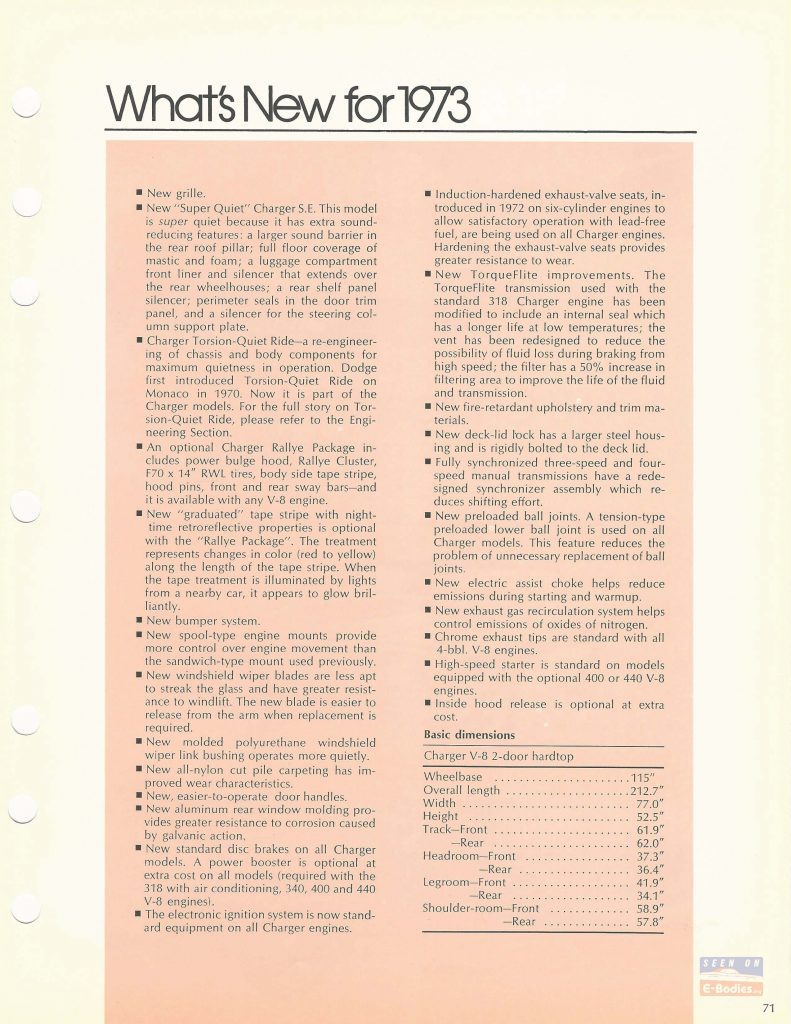 What's New for 1973
■ New grille.
■ New "Super Quiet" Charger S.E. This model
is super quiet because it has extra sound-
reducing features: a larger sound barrier in
the rear roof pillar; full floor coverage of
mastic and foam; a luggage compartment
front liner and silencer that extends over
the rear wheelhouses; a rear shelf panel
silencer; perimeter seals in the door trim
panel, and a silencer for the steering col-
umn support plate.
■ Charger Torsion-Quiet Ride—a re-engineer-
ing of chassis and body components for
maximum quietness in operation. Dodge
first introduced Torsion-Quiet Ride on
Monaco in 1970. Now it is part of the
Charger models. For the full story on Tor-
sion-Quiet Ride, please refer to the Engi-
neering Section.
■ An optional Charger Rallye Package in-
cludes power bulge hood, Rallye Cluster,
F70 x 14" RWL tires, body side tape stripe,
hood pins, front and rear sway bars—and
it is available with any V-8 engine.
■ New "graduated" tape stripe with night-
time retroreflective properties is optional
with the "Rallye Package". The treatment
represents changes in color (red to yellow)
along the length of the tape stripe. When
the tape treatment is illuminated by lights
from a nearby car, it appears to glow bril-
liantly.
■ New bumper system.
■ New spool-type engine mounts provide
more control over engine movement than
the sandwich-type mount used previously.
■ New windshield wiper blades are less apt
to streak the glass and have greater resist-
ance to windlift. The new blade is easier to
release from the arm when replacement is
required.
■ New molded polyurethane windshield
wiper link bushing operates more quietly.
■ New all-nylon cut pile carpeting has im-
proved wear characteristics.
■ New, easier-to-operate door handles.
■ New aluminum rear window molding pro-
vides greater resistance to corrosion caused
by galvanic action.
■ New standard disc brakes on all Charger
models. A power booster is optional at
extra cost on all models (required with the
318 with air conditioning, 340, 400 and 440
V-8 engines).
■ The electronic ignition system is now stand-
ard equipment on all Charger engines.
■ Induction-hardened exhaust-valve seats, in-
troduced in 1972 on six-cylinder engines to
allow satisfactory operation with lead-free
fuel, are being used on all Charger engines.
Hardening the exhaust-valve seats provides
greater resistance to wear.
■ New TorqueFlite improvements. The
TorqueFlite transmission used with the
standard 318 Charger engine has been
modified to include an internal seal which
has a longer life at low temperatures; the
vent has been redesigned to reduce the
possibility of fluid loss during braking from
high speed; the filter has a 50% increase in
filtering area to improve the life of the fluid
and transmission.
■ New fire-retardant upholstery and trim ma-
terials.
■ New deck-lid lock has a larger steel hous-
ing and is rigidly bolted to the deck lid.
■ Fully synchronized three-speed and four-
speed manual transmissions have a rede-
signed synchronizer assembly which re-
duces shifting effort.
■ New preloaded ball joints. A tension-type
preloaded lower ball joint is used on all
Charger models. This feature reduces the
problem of unnecessary replacement of ball
joints.
■ New electric assist choke helps reduce
emissions during starting and warmup.
■ New exhaust gas recirculation system helps
control emissions of oxides of nitrogen.
■ Chrome exhaust tips are standard with all
4-bbl. V-8 engines.
■ High-speed starter is standard on models
equipped with the optional 400 or 440 V-8
engines.
■ Inside hood release is optional at extra
cost.
Basic dimensions
Charger V-8 2-door hardtop
Wheelbase ..................... 115"
Overall length ................... 212.7"
Width .......................... 77.0"
Height .......................... 52.5"
Track—Front ...................... 61.9"
—Rear ...................... 62.0"
Headroom—Front ................ 37.3"
—Rear ................ 36.4"
Legroom—Front .................. 41.9"
—Rear .................. 34.1"
Shoulder-room—Front ............ 58.9"
—Rear ............. 57.8"
SEEN ON
E-Bodies.org
71